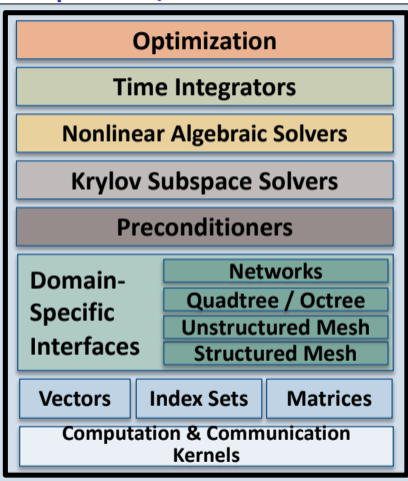 Optimization
Time Integrators
Nonlinear Algebraic Solvers
Krylov Subspace Solvers
Preconditioners
Domain-
Specific
Interfaces
Networks
Quadtree / Octree
Unstructured Mesh
Structured Mesh
Vectors
Index Sets
Matrices
Computation & Communication
Kernels